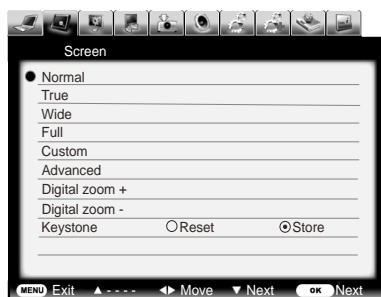 Screen
Normal
True
Wide
Full
Custom
Advanced
Digital zoom +
Digital zoom -
Keystone Reset Store
MENU Exit ▲ - - - - ◀▶ Move ▼ Next OK Next